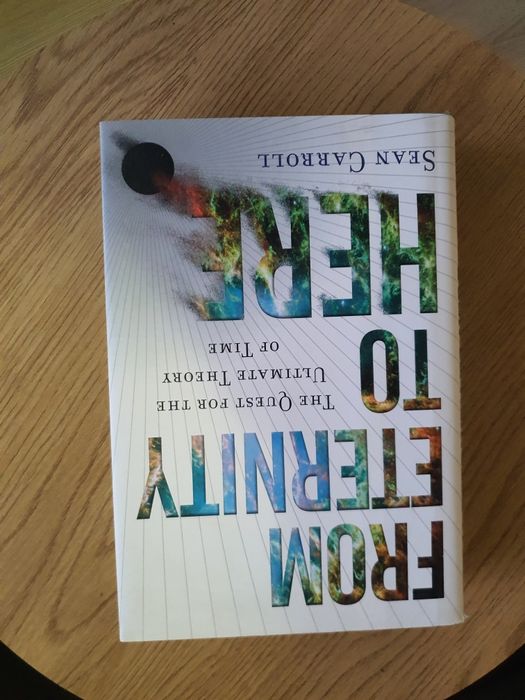 FROM
ETERNITY
TO
HERE
THE QUEST FOR THE
ULTIMATE THEORY
OF TIME
SEAN CARROLL